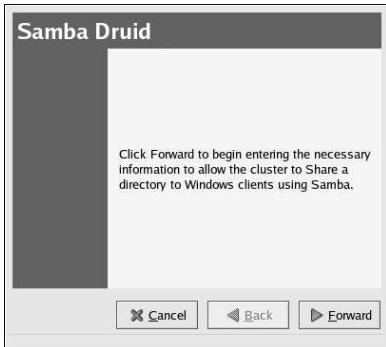 Samba Druid
Click Forward to begin entering the necessary
information to allow the cluster to Share a
directory to Windows clients using Samba.
Cancel
Back
Forward